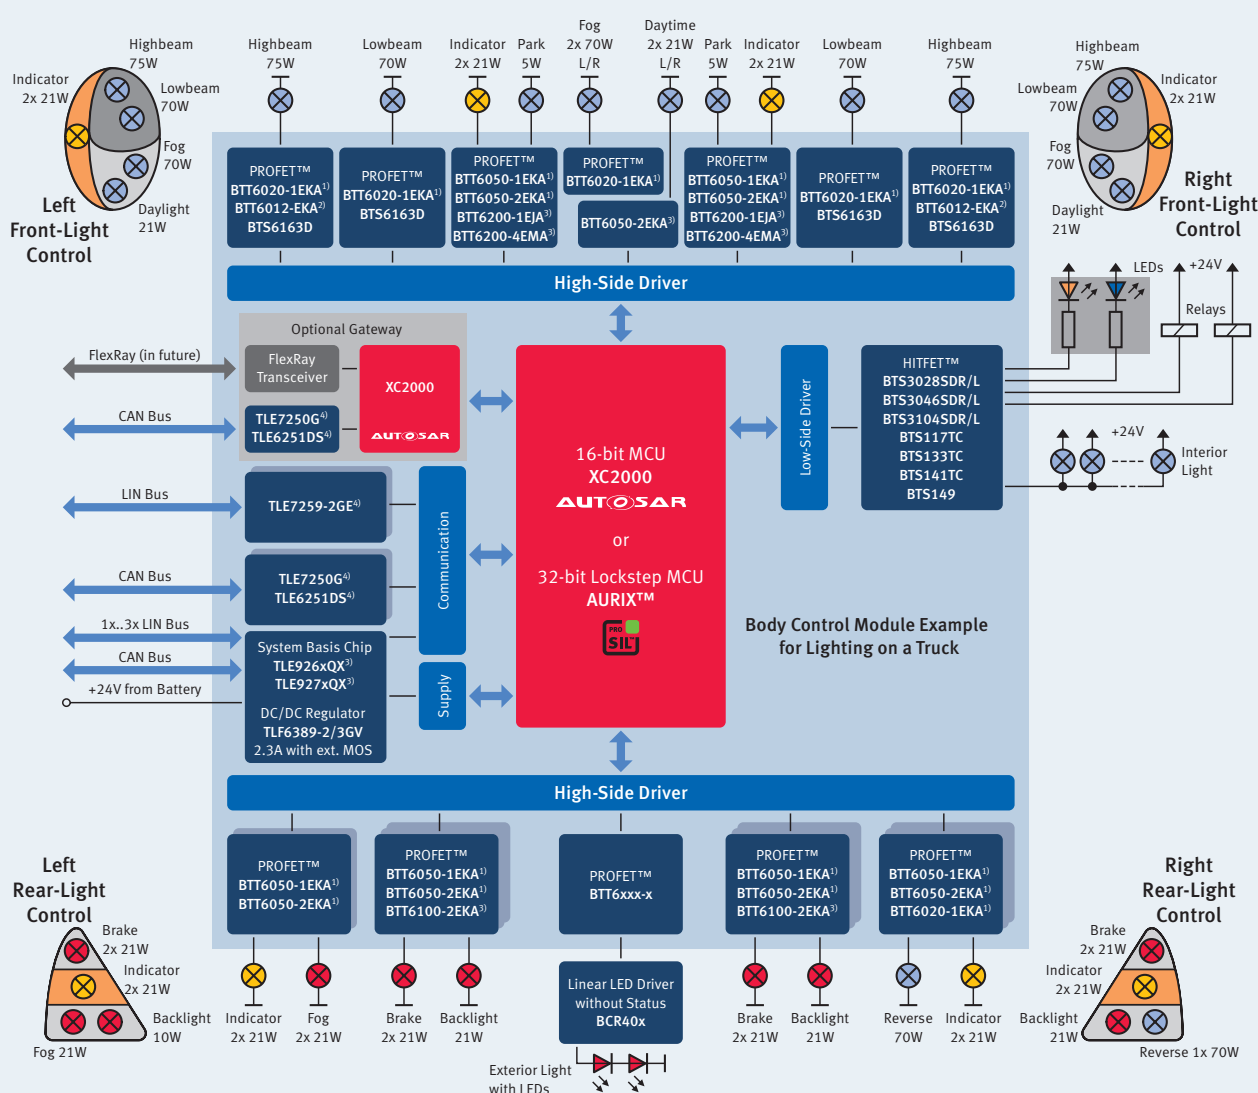 Highbeam
75W
Indicator
2x 21W
Lowbeam
70W
Fog
70W
Daylight
21W
Left
Front-Light
Control
Highbeam
75W
Lowbeam
70W
Indicator
2x 21W
Park
5W
Fog
2x 70W
L/R
Daytime
2x 21W
L/R
Park
5W
Indicator
2x 21W
Lowbeam
70W
Highbeam
75W
Highbeam
75W
Lowbeam
70W
Indicator
2x 21W
Fog
70W
Daylight
21W
Right
Front-Light
Control
PROFET™
BTT6020-1EKA1)
BTT6012-EKA2)
BTS6163D
PROFET™
BTT6020-1EKA1)
BTS6163D
PROFET™
BTT6050-1EKA1)
BTT6050-2EKA1)
BTT6200-1EJA3)
BTT6200-4EMA3)
PROFET™
BTT6020-1EKA1)
BTT6050-2EKA3)
PROFET™
BTT6050-1EKA1)
BTT6050-2EKA1)
BTT6200-1EJA3)
BTT6200-4EMA3)
PROFET™
BTT6020-1EKA1)
BTS6163D
PROFET™
BTT6020-1EKA1)
BTT6012-EKA2)
BTS6163D
High-Side Driver
LEDs
+24V
Relays
Optional Gateway
FlexRay (in future)
FlexRay
Transceiver
XC2000
AUTOSAR
CAN Bus
TLE7250G4)
TLE6251DS4)
LIN Bus
TLE7259-2GE4)
CAN Bus
TLE7250G4)
TLE6251DS4)
Communication
1x..3x LIN Bus
CAN Bus
+24V from Battery
System Basis Chip
TLE926xQX3)
TLE927xQX3)
DC/DC Regulator
TLF6389-2/3GV
2.3A with ext. MOS
Supply
16-bit MCU
XC2000
AUTOSAR
or
32-bit Lockstep MCU
AURIX™
PRO
SIL™
Low-Side Driver
HITFET™
BTS3028SDR/L
BTS3046SDR/L
BTS3104SDR/L
BTS117TC
BTS133TC
BTS141TC
BTS149
+24V
Interior
Light
Body Control Module Example
for Lighting on a Truck
High-Side Driver
PROFET™
BTT6050-1EKA1)
BTT6050-2EKA1)
PROFET™
BTT6050-1EKA1)
BTT6050-2EKA1)
BTT6100-2EKA3)
PROFET™
BTT6xxx-x
PROFET™
BTT6050-1EKA1)
BTT6050-2EKA1)
BTT6100-2EKA3)
PROFET™
BTT6050-1EKA1)
BTT6050-2EKA1)
BTT6020-1EKA1)
Left
Rear-Light
Control
Brake
2x 21W
Indicator
2x 21W
Backlight
10W
Fog 21W
Indicator
2x 21W
Fog
2x 21W
Brake
2x 21W
Backlight
21W
Linear LED Driver
without Status
BCR40x
Exterior Light
with LEDs
Brake
2x 21W
Backlight
21W
Reverse
70W
Indicator
2x 21W
Right
Rear-Light
Control
Brake
2x 21W
Indicator
2x 21W
Backlight
21W
Reverse 1x 70W